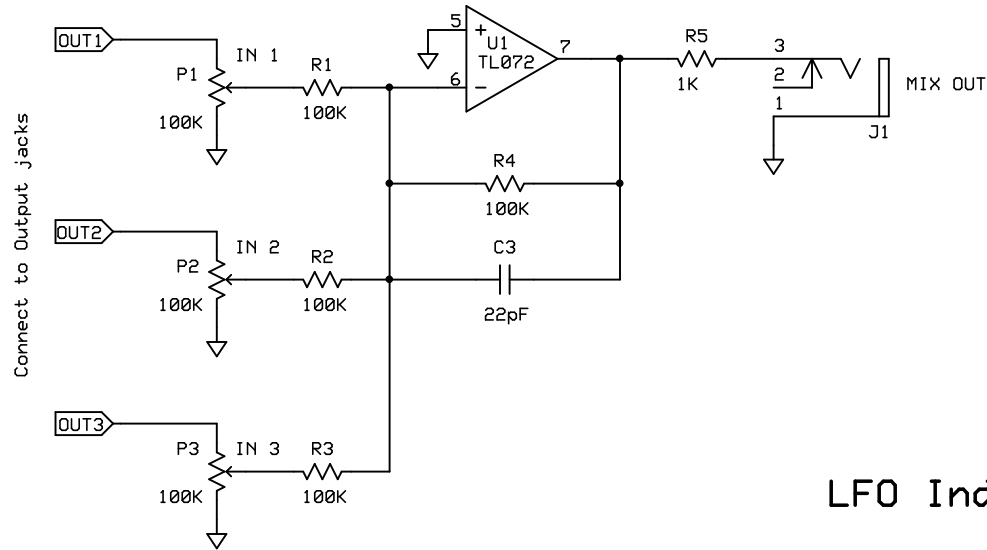 OUT1
IN 1
P1
100K
R1
100K
5
6
7
U1
TL072
R5
1K
3
2
1
MIX OUT
J1
R4
100K
C3
22pF
Connect to Output jacks
OUT2
IN 2
P2
100K
R2
100K
OUT3
IN 3
P3
100K
R3
100K
LFO